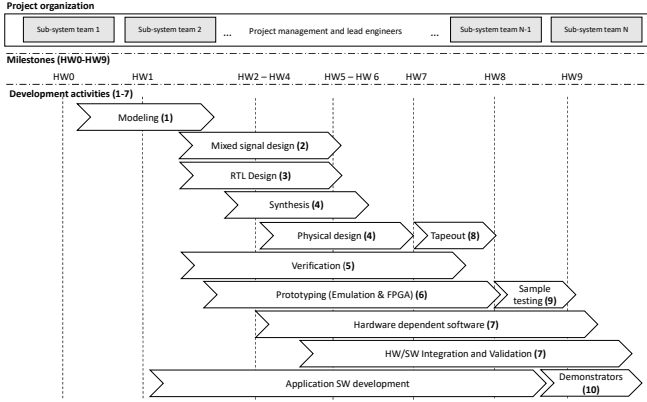 Project organization
Sub-system team 1 Sub-system team 2 ... Project management and lead engineers ... Sub-system team N-1 Sub-system team N
Milestones (HW0-HW9)
HW0 HW1 HW2 – HW4 HW5 – HW 6 HW7 HW8 HW9
Development activities (1-7)
Modeling (1)
Mixed signal design (2)
RTL Design (3)
Synthesis (4)
Physical design (4) Tapeout (8)
Verification (5)
Prototyping (Emulation & FPGA) (6) Sample
testing (9)
Hardware dependent software (7)
HW/SW Integration and Validation (7)
Application SW development Demonstrators
(10)